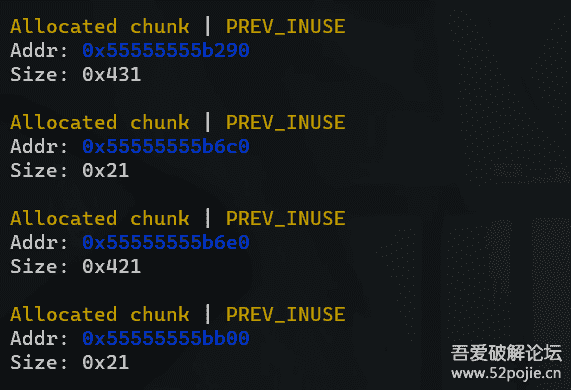 Allocated chunk | PREV_INUSE
Addr: 0x55555555b290
Size: 0x431
Allocated chunk | PREV_INUSE
Addr: 0x55555555b6c0
Size: 0x21
Allocated chunk | PREV_INUSE
Addr: 0x55555555b6e0
Size: 0x421
Allocated chunk | PREV_INUSE
Addr: 0x55555555bb00
Size: 0x21
吾爱破解论坛
www.52pojie.cn